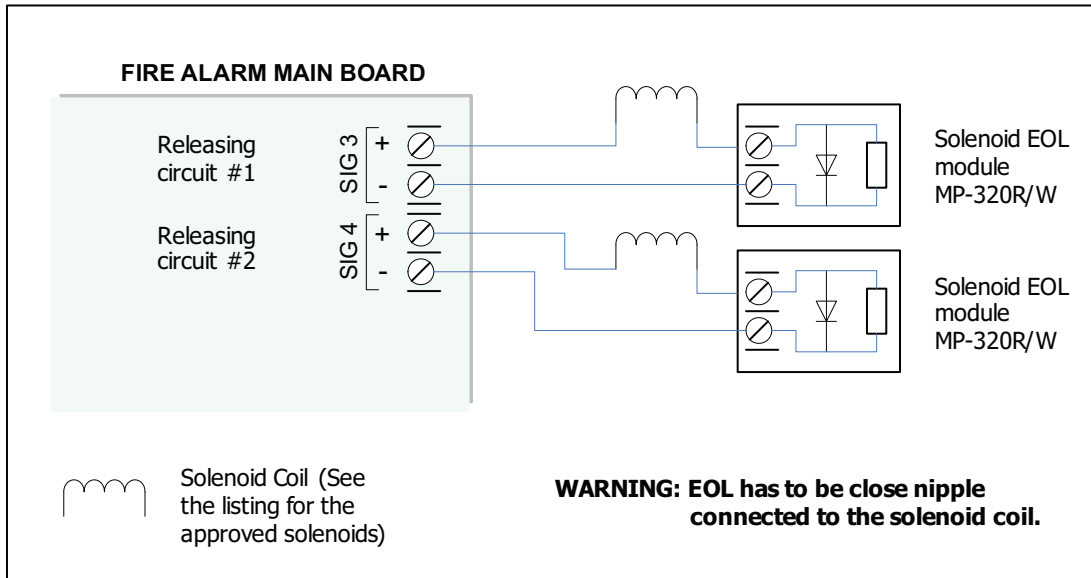 FIRE ALARM MAIN BOARD
Releasing
circuit #1
SIG 3
+
-
Releasing
circuit #2
SIG 4
+
-
Solenoid EOL
module
MP-320R/W
Solenoid EOL
module
MP-320R/W
Solenoid Coil (See
the listing for the
approved solenoids)
WARNING: EOL has to be close nipple
connected to the solenoid coil.